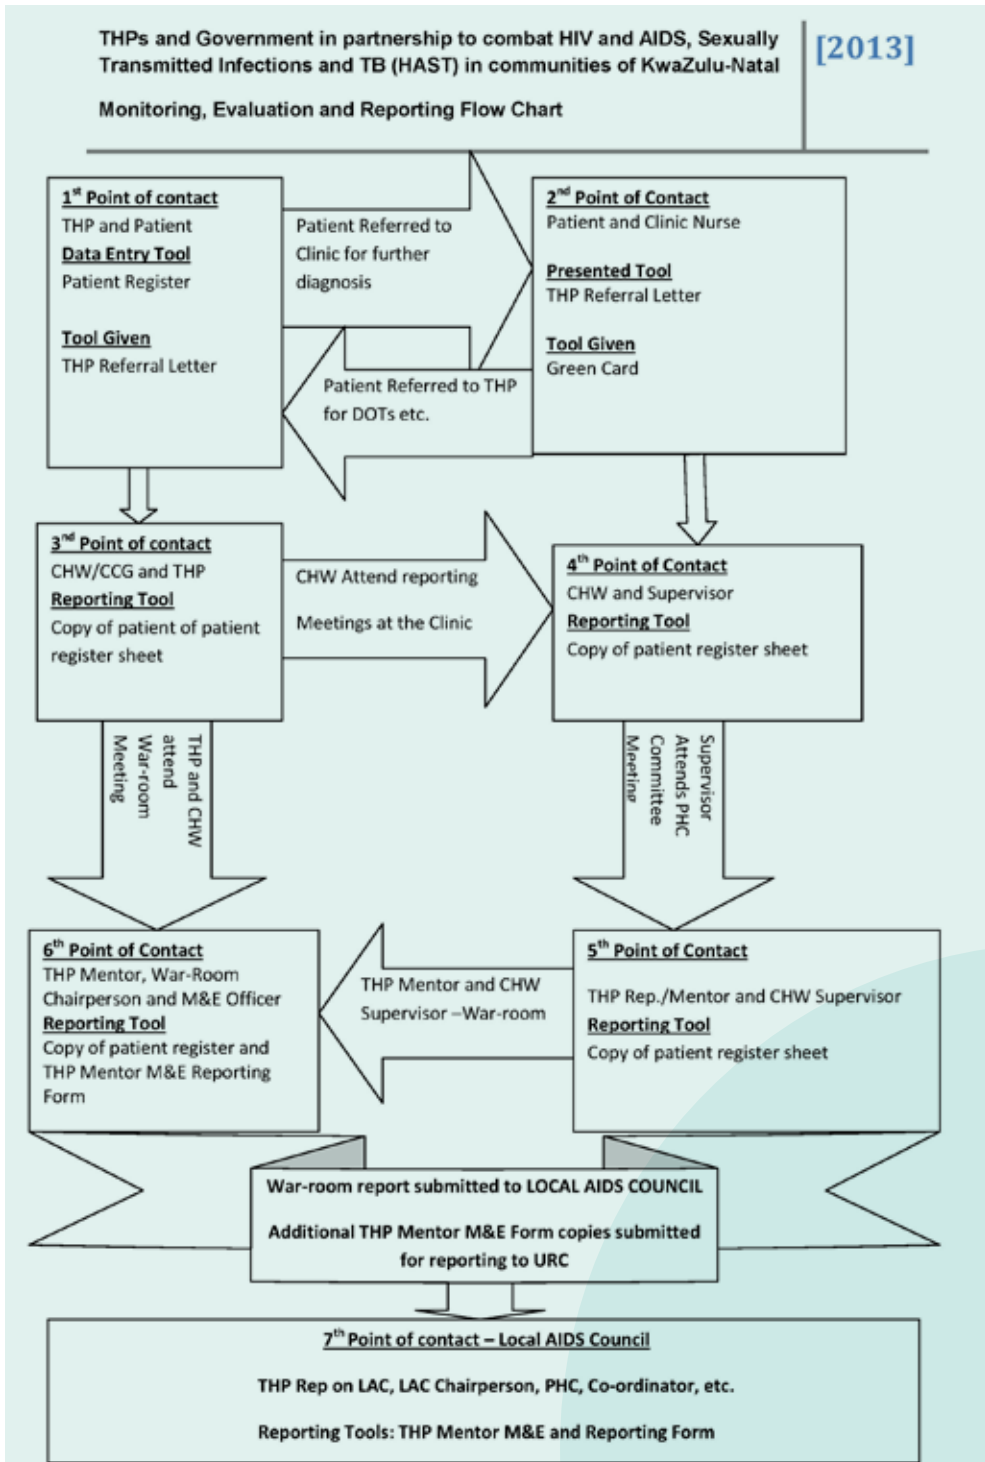 THPs and Government in partnership to combat HIV and AIDS, Sexually
Transmitted Infections and TB (HAST) in communities of KwaZulu-Natal
Monitoring, Evaluation and Reporting Flow Chart
[2013]
1st Point of contact
THP and Patient
Data Entry Tool
Patient Register
Tool Given
THP Referral Letter
Patient Referred to
Clinic for further
diagnosis
2nd Point of Contact
Patient and Clinic Nurse
Presented Tool
THP Referral Letter
Tool Given
Green Card
Patient Referred to THP
for DOTs etc.
3nd Point of contact
CHW/CCG and THP
Reporting Tool
Copy of patient of patient
register sheet
CHW Attend reporting
Meetings at the Clinic
4th Point of Contact
CHW and Supervisor
Reporting Tool
Copy of patient register sheet
THP and CHW
attend
War-room
Meeting
Supervisor
Attends PHC
Committee
Meeting
6th Point of Contact
THP Mentor, War-Room
Chairperson and M&E Officer
Reporting Tool
Copy of patient register and
THP Mentor M&E Reporting
Form
THP Mentor and CHW
Supervisor –War-room
5th Point of Contact
THP Rep./Mentor and CHW Supervisor
Reporting Tool
Copy of patient register sheet
War-room report submitted to LOCAL AIDS COUNCIL
Additional THP Mentor M&E Form copies submitted
for reporting to URC
7th Point of contact – Local AIDS Council
THP Rep on LAC, LAC Chairperson, PHC, Co-ordinator, etc.
Reporting Tools: THP Mentor M&E and Reporting Form